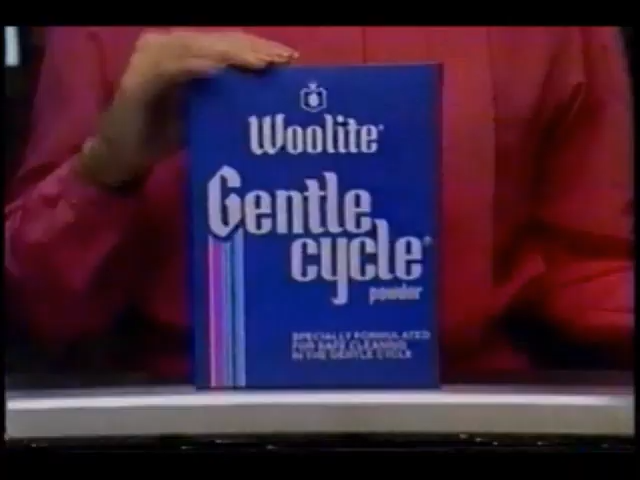 Woolite®
Gentle
cycle®
powder
SPECIALLY FORMULATED
FOR SAFE CLEANING
IN THE GENTLE CYCLE